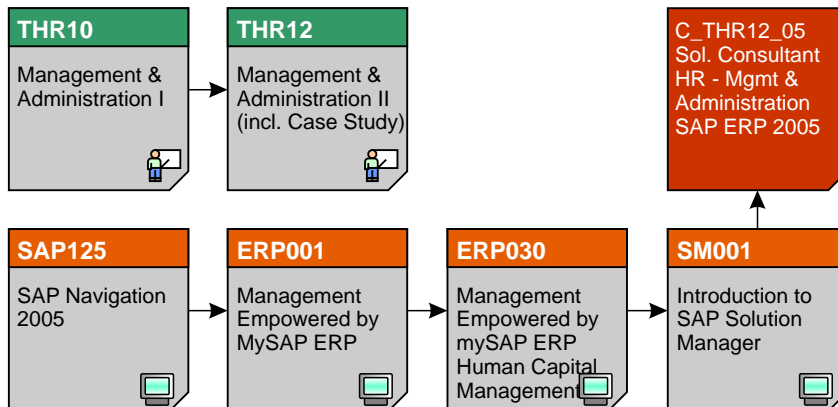 THR10
Management &
Administration I
THR12
Management &
Administration II
(incl. Case Study)
C_THR12_05
Sol. Consultant
HR - Mgmt &
Administration
SAP ERP 2005
SAP125
SAP Navigation
2005
ERP001
Management
Empowered by
MySAP ERP
ERP030
Management
Empowered by
mySAP ERP
Human Capital
Management
SM001
Introduction to
SAP Solution
Manager